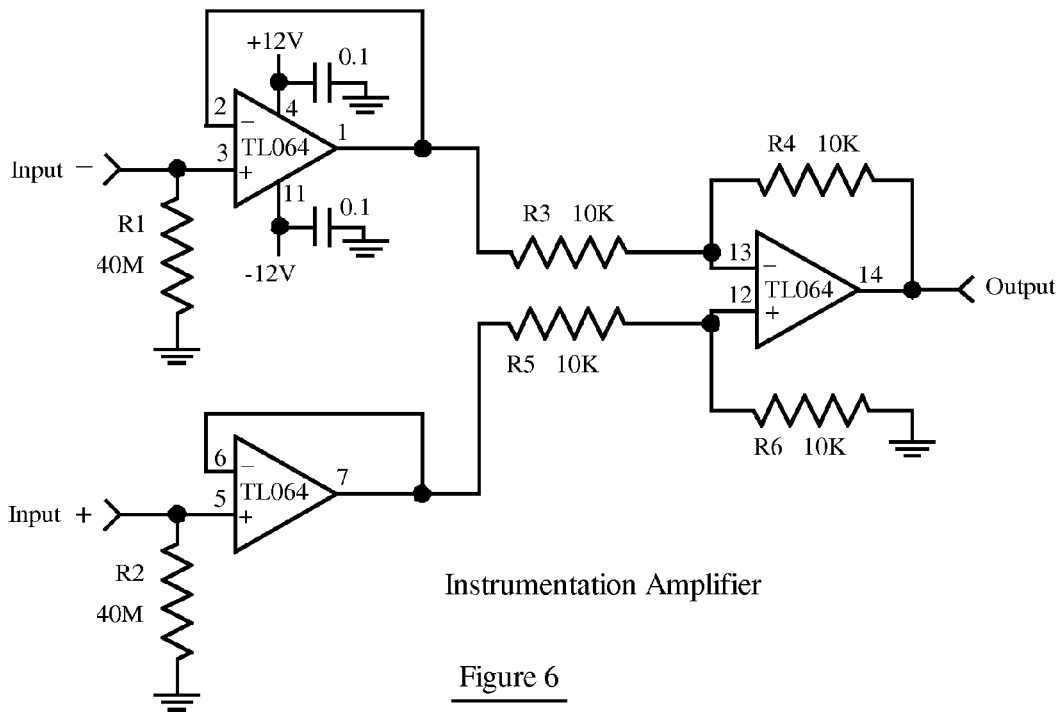 +12V
0.1
2
−
4
TL064
1
3
+
Input −
11
0.1
-12V
R1
40M
R3 10K
R4 10K
13
−
TL064
14
12
+
Output
R5 10K
R6 10K
6
−
TL064
7
5
+
Input +
R2
40M
Instrumentation Amplifier
Figure 6